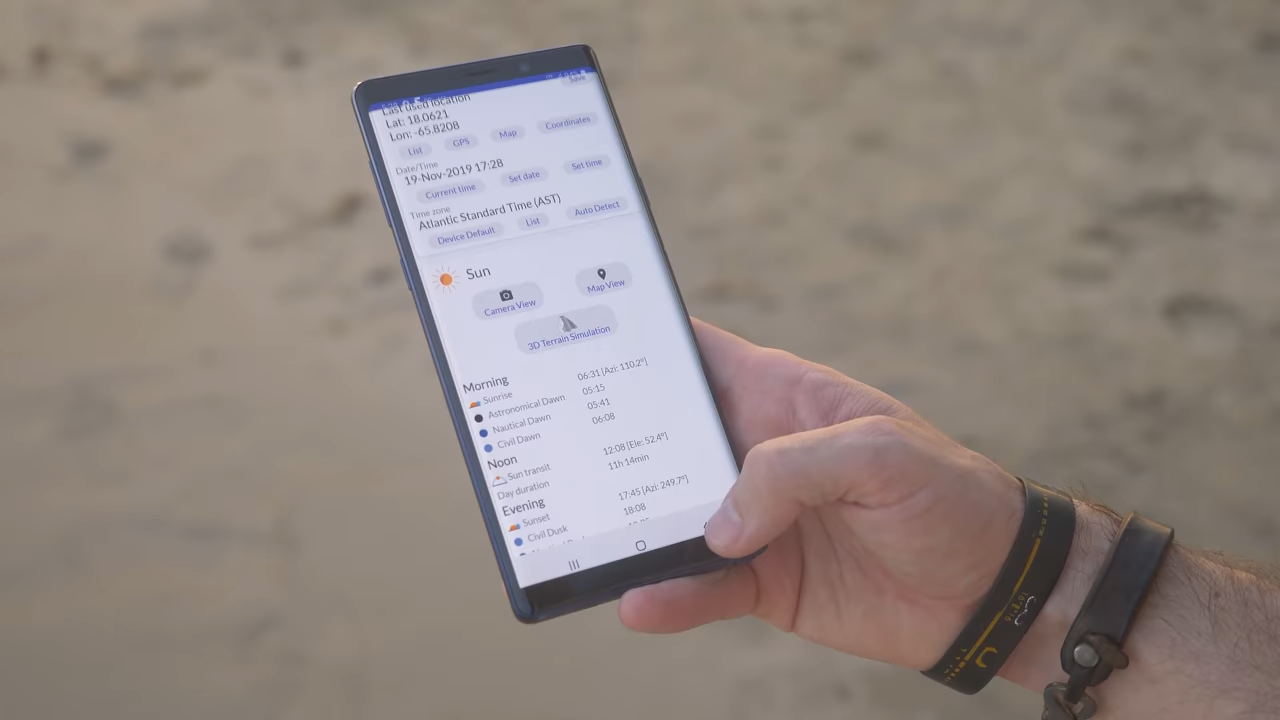 Save
Last used location
Lat: 18.0621
Lon: -65.8208
List GPS Map Coordinates
Date/Time
19-Nov-2019 17:28
Current time Set date Set time
Time zone
Atlantic Standard Time (AST)
Device Default List Auto Detect
Sun
Camera View Map View
3D Terrain Simulation
Morning
Sunrise 06:31 [Azi: 110.2°]
Astronomical Dawn 05:15
Nautical Dawn 05:41
Civil Dawn 06:08
Noon
Sun transit 12:08 [Ele: 52.4°]
Day duration 11h 14min
Evening
Sunset 17:45 [Azi: 249.7°]
Civil Dusk 18:08